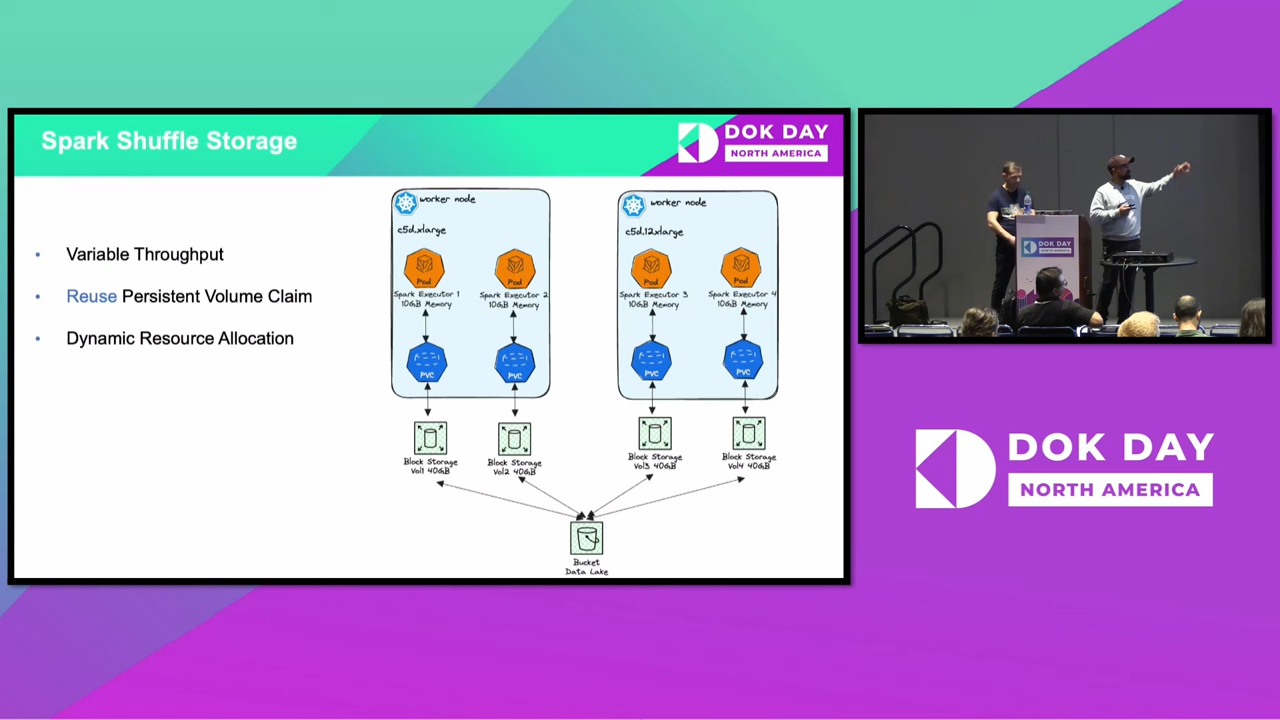 Spark Shuffle Storage
DOK DAY
NORTH AMERICA
• Variable Throughput
• Reuse Persistent Volume Claim
• Dynamic Resource Allocation
worker node
c5d.xlarge
Pod
Spark Executor 1
10GB Memory
Pod
Spark Executor 2
10GB Memory
PVC
PVC
Block Storage
Vol1 40GB
Block Storage
Vol2 40GB
worker node
c5d.12xlarge
Pod
Spark Executor 3
10GB Memory
Pod
Spark Executor 4
10GB Memory
PVC
PVC
Block Storage
Vol3 40GB
Block Storage
Vol4 40GB
Bucket
Data Lake
DOK DAY
NORTH AMERICA
DOK DAY
NORTH AMERICA